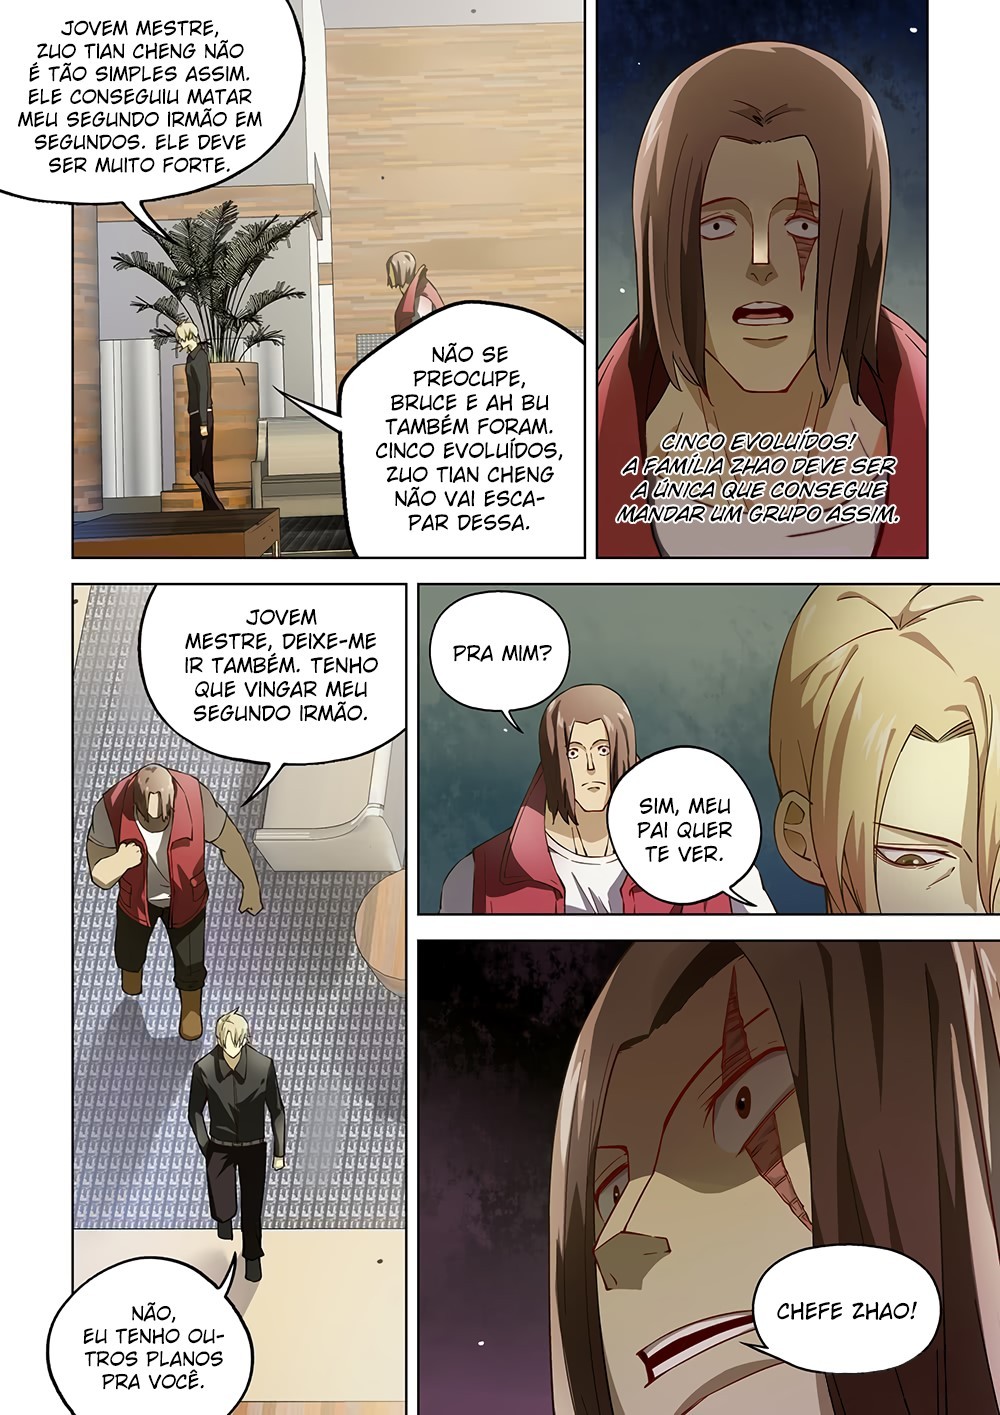 JOVEM MESTRE,
ZUO TIAN CHENG NÃO
É TÃO SIMPLES ASSIM.
ELE CONSEGUIU MATAR
MEU SEGUNDO IRMÃO EM
SEGUNDOS. ELE DEVE
SER MUITO FORTE.
NÃO SE
PREOCUPE,
BRUCE E AH BU
TAMBÉM FORAM.
CINCO EVOLUÍDOS,
ZUO TIAN CHENG
NÃO VAI ESCA-
PAR DESSA.
CINCO EVOLUÍDOS!
A FAMÍLIA ZHAO DEVE SER
A ÚNICA QUE CONSEGUE
MANDAR UM GRUPO ASSIM.
JOVEM
MESTRE, DEIXE-ME
IR TAMBÉM. TENHO
QUE VINGAR MEU
SEGUNDO IRMÃO.
NÃO,
EU TENHO OU-
TROS PLANOS
PRA VOCÊ.
PRA MIM?
SIM, MEU
PAI QUER
TE VER.
CHEFE ZHAO!